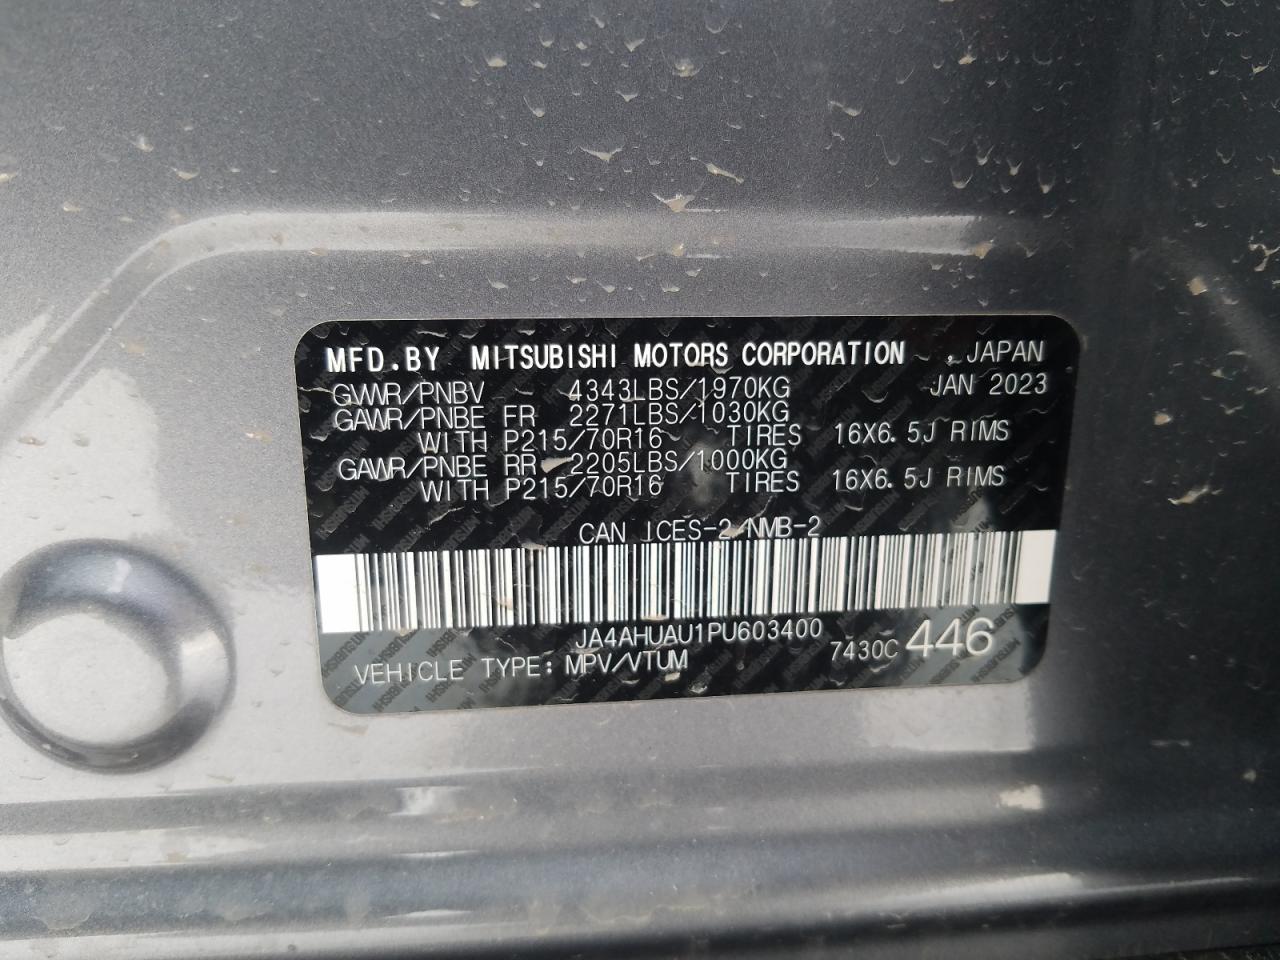 MFD.BY MITSUBISHI MOTORS CORPORATION , JAPAN
GVWR/PNBV 4343LBS/1970KG JAN 2023
GAWR/PNBE FR 2271LBS/1030KG
WITH P215/70R16 TIRES 16X6.5J RIMS
GAWR/PNBE RR 2205LBS/1000KG
WITH P215/70R16 TIRES 16X6.5J RIMS
CAN ICES-2/NMB-2
JA4AHUAU1PU603400
VEHICLE TYPE: MPV/VTUM 7430C 446